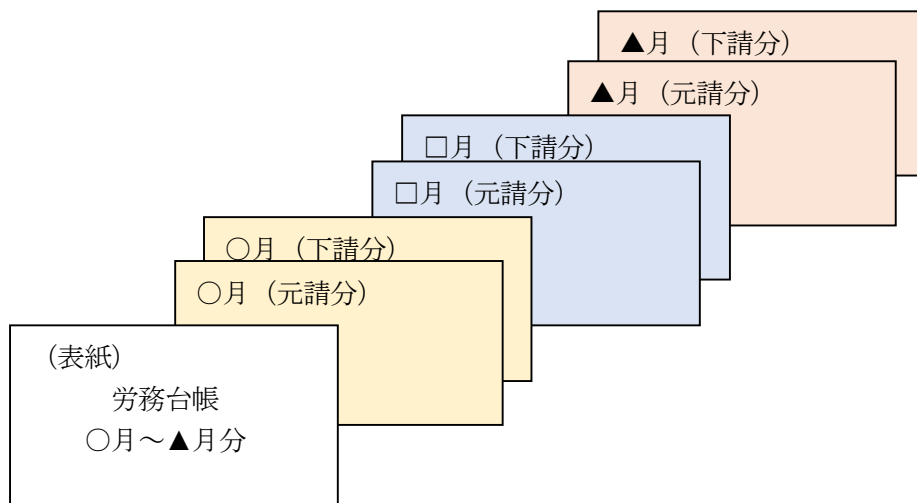 ▲月（下請分）
▲月（元請分）
□月（下請分）
□月（元請分）
○月（下請分）
○月（元請分）
（表紙）
労務台帳
○月～▲月分